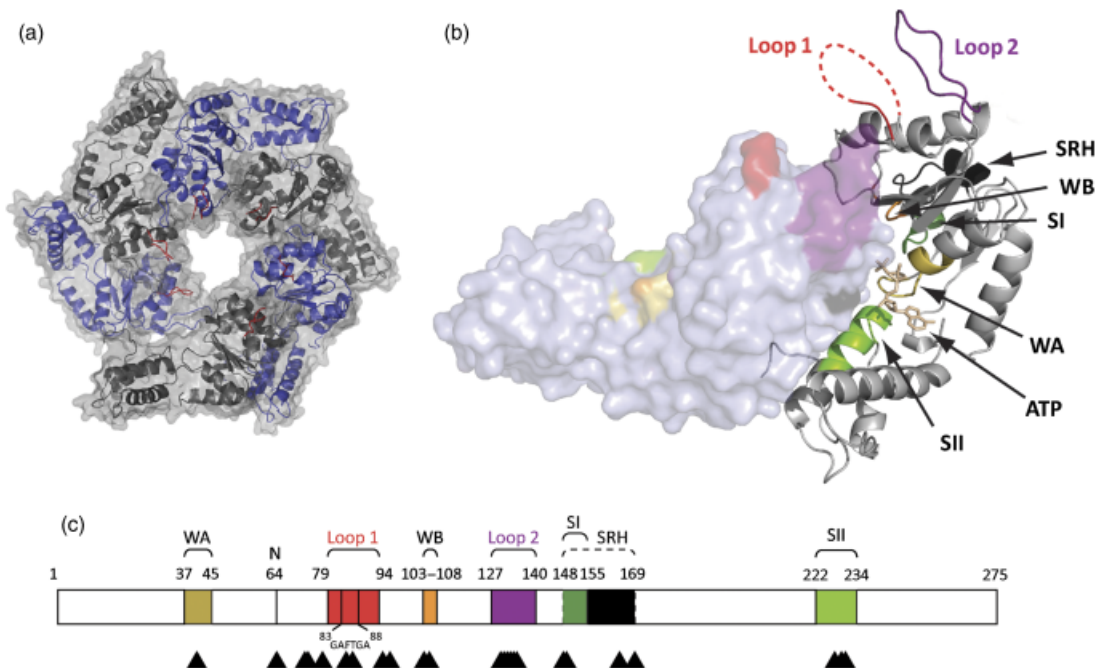 (a)
(b)
Loop 1
Loop 2
SRH
WB
SI
WA
ATP
SII
(c)
WA
N
Loop 1
WB
Loop 2
SI
SRH
SII
1
37
45
64
79
94
103–108
127
140
148
155
169
222
234
275
83
88
GAFTGA